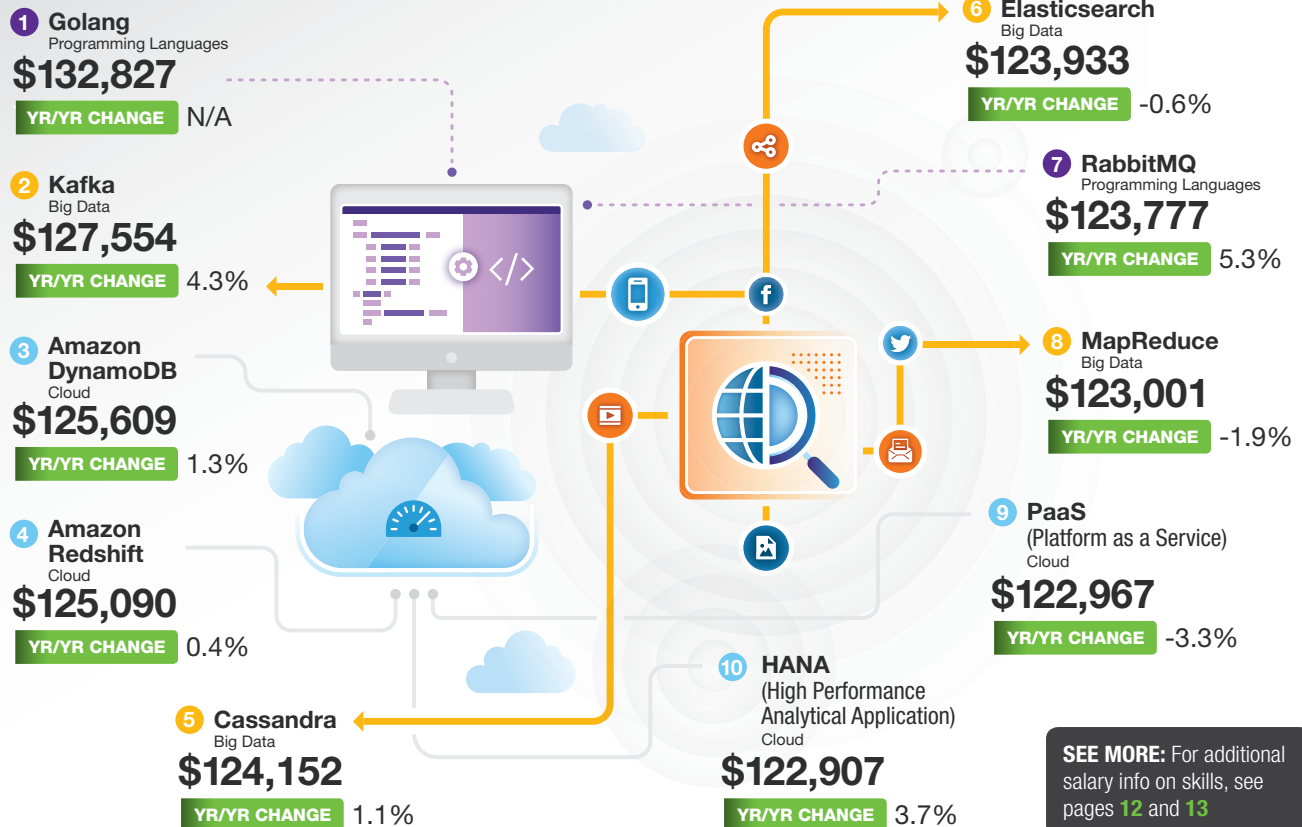 1 Golang
Programming Languages
$132,827
YR/YR CHANGE N/A
2 Kafka
Big Data
$127,554
YR/YR CHANGE 4.3%
3 Amazon
DynamoDB
Cloud
$125,609
YR/YR CHANGE 1.3%
4 Amazon
Redshift
Cloud
$125,090
YR/YR CHANGE 0.4%
5 Cassandra
Big Data
$124,152
YR/YR CHANGE 1.1%
6 Elasticsearch
Big Data
$123,933
YR/YR CHANGE -0.6%
7 RabbitMQ
Programming Languages
$123,777
YR/YR CHANGE 5.3%
8 MapReduce
Big Data
$123,001
YR/YR CHANGE -1.9%
9 PaaS
(Platform as a Service)
Cloud
$122,967
YR/YR CHANGE -3.3%
10 HANA
(High Performance
Analytical Application)
Cloud
$122,907
YR/YR CHANGE 3.7%
</>
f
SEE MORE: For additional
salary info on skills, see
pages 12 and 13